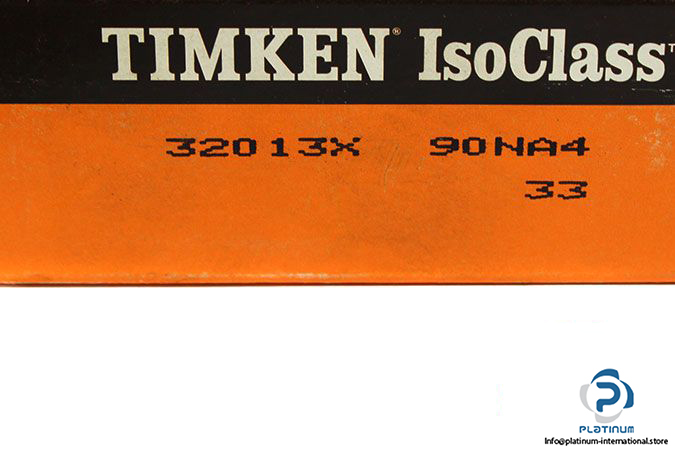 TIMKEN® IsoClass™
32013X 90NA4
33
PLATINUM
Info@platinum-international.store